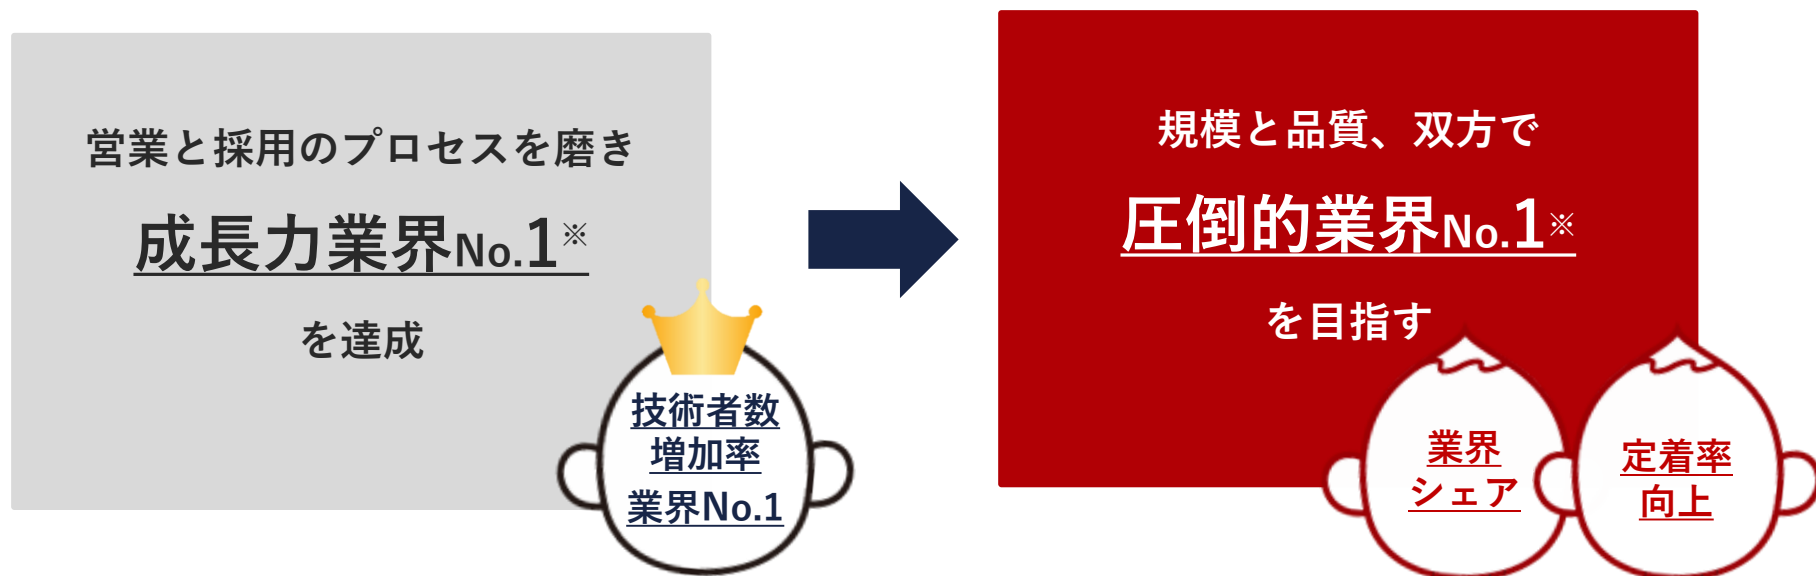 営業と採用のプロセスを磨き
成長力業界No.1※
を達成
技術者数
増加率
業界No.1
規模と品質、双方で
圧倒的業界No.1※
を目指す
業界
シェア
定着率
向上